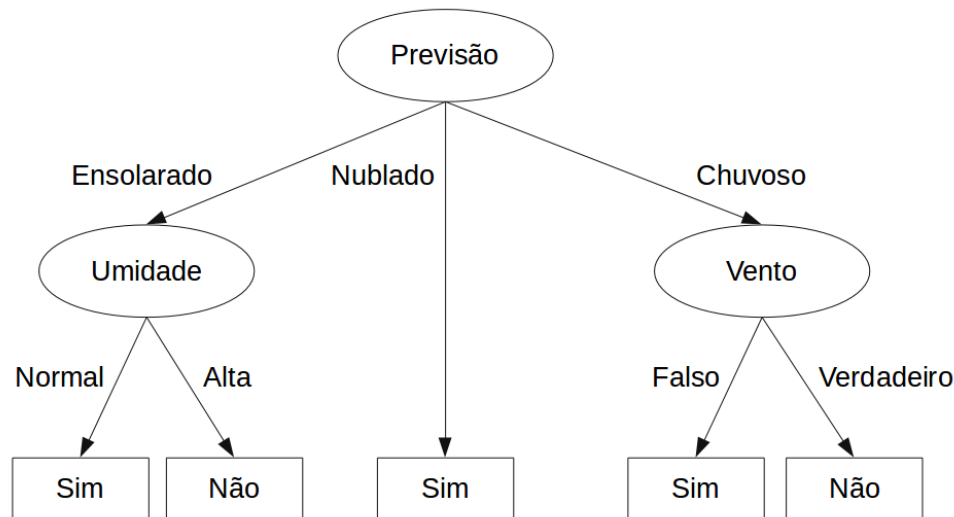 Previsão
Ensolarado
Nublado
Chuvoso
Umidade
Vento
Normal
Alta
Falso
Verdadeiro
Sim
Não
Sim
Sim
Não